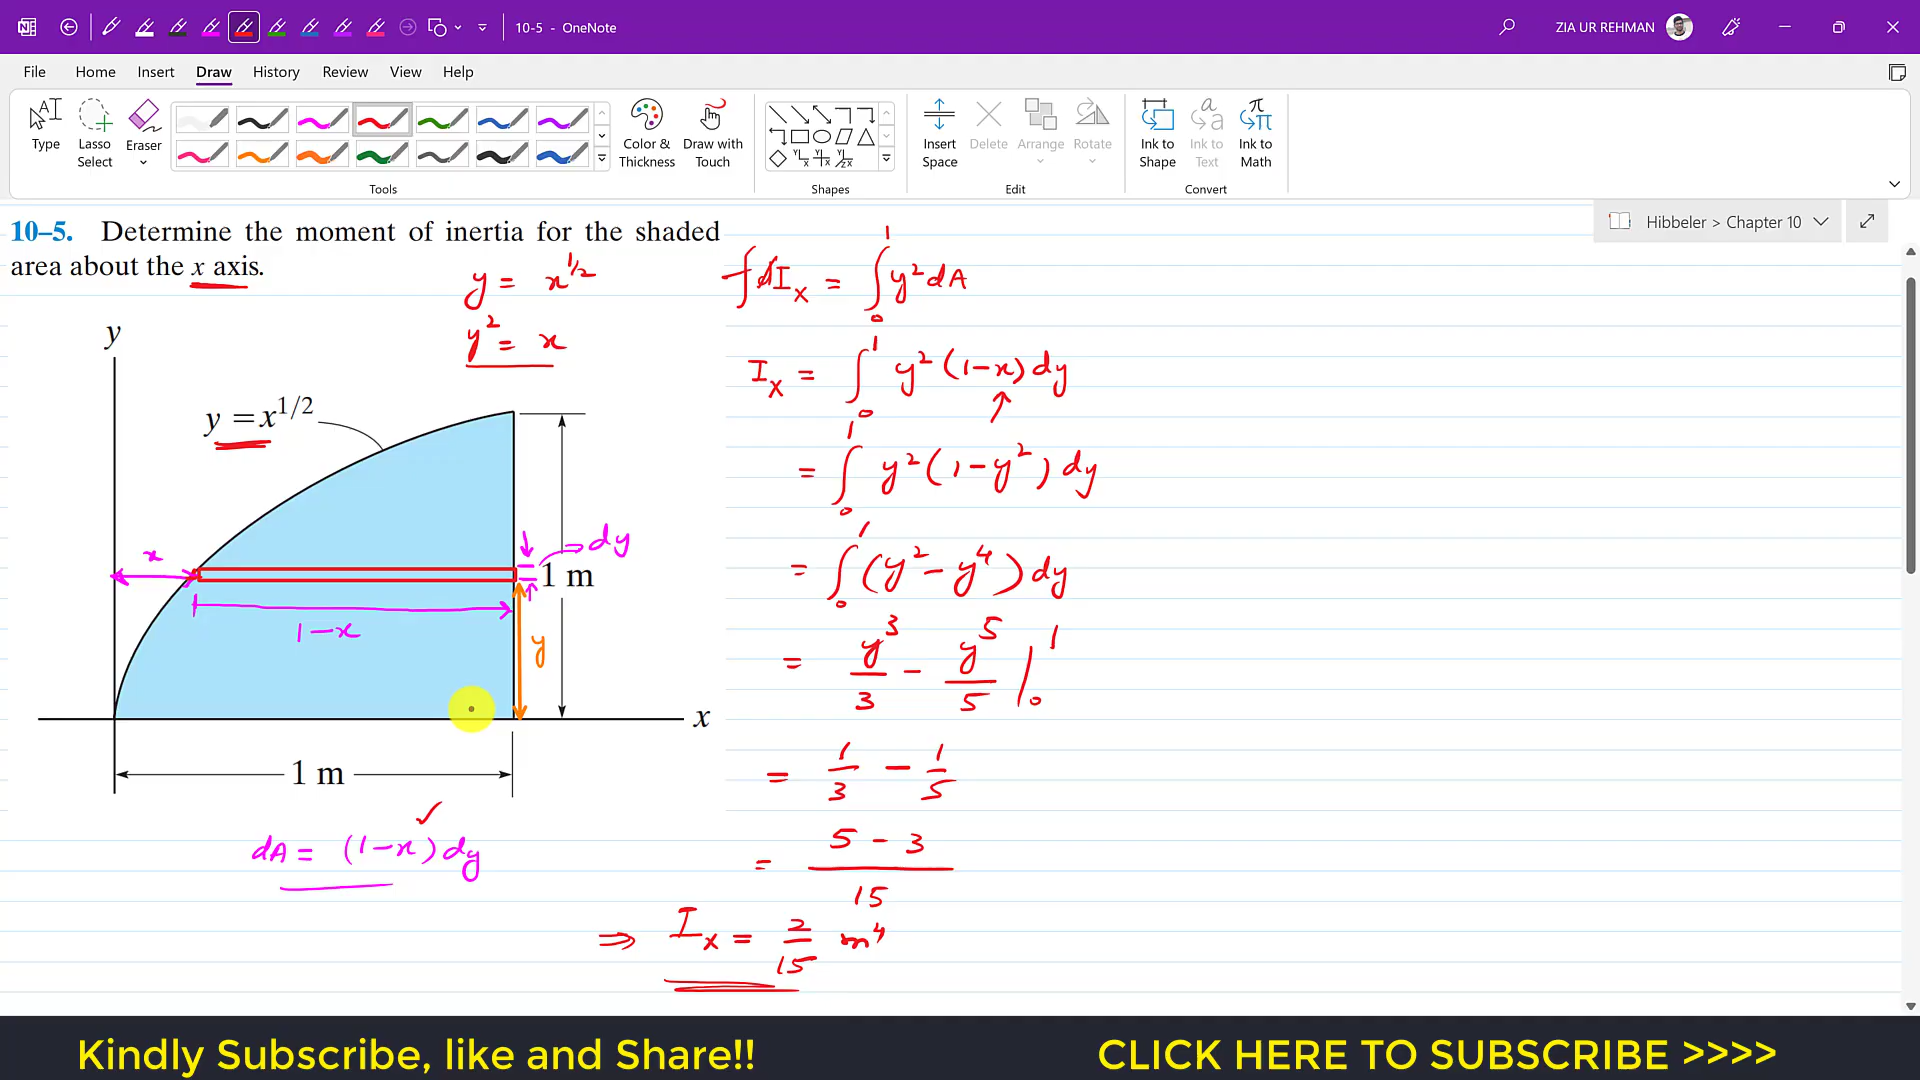 10-5 - OneNote
ZIA UR REHMAN
File Home Insert Draw History Review View Help
Type
Lasso Select
Eraser
Color & Thickness
Draw with Touch
Insert Space
Delete
Arrange
Rotate
Ink to Shape
Ink to Text
Ink to Math
Tools
Shapes
Edit
Convert
Hibbeler > Chapter 10
10–5. Determine the moment of inertia for the shaded
area about the x axis.
y = x^1/2
y² = x
y
y = x^1/2
x
dy
1 m
1-x
y
x
1 m
dA = (1-x) dy
∫dI_x = ∫₀¹ y² dA
I_x = ∫₀¹ y² (1-x) dy
= ∫₀¹ y² (1-y²) dy
= ∫₀¹ (y² - y⁴) dy
= y³/3 - y⁵/5 |₀¹
= 1/3 - 1/5
= 5 - 3 / 15
⇒ I_x = 2/15 m⁴
Kindly Subscribe, like and Share!!
CLICK HERE TO SUBSCRIBE >>>>